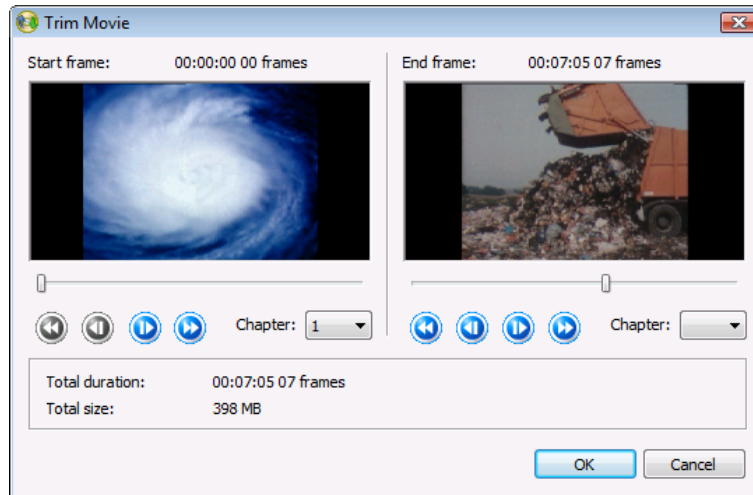 Trim Movie
Start frame: 00:00:00 00 frames
End frame: 00:07:05 07 frames
Chapter: 1
Chapter:
Total duration: 00:07:05 07 frames
Total size: 398 MB
OK
Cancel